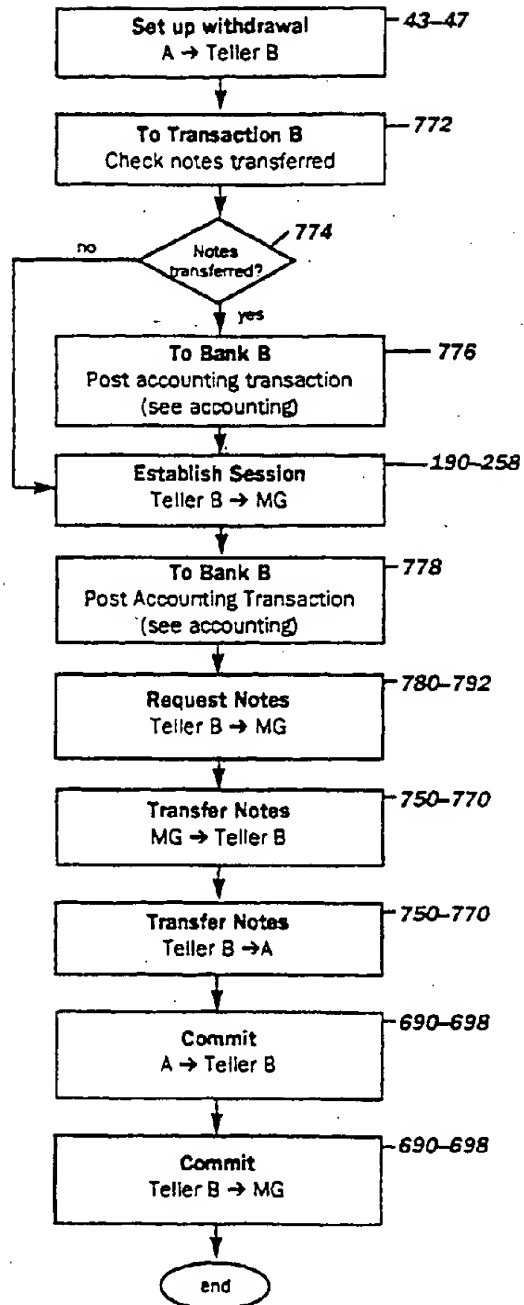 Set up withdrawal
A → Teller B
43–47
To Transaction B
Check notes transferred
772
Notes
transferred?
774
no
yes
To Bank B
Post accounting transaction
(see accounting)
776
Establish Session
Teller B → MG
190–258
To Bank B
Post Accounting Transaction
(see accounting)
778
Request Notes
Teller B → MG
780–792
Transfer Notes
MG → Teller B
750–770
Transfer Notes
Teller B → A
750–770
Commit
A → Teller B
690–698
Commit
Teller B → MG
690–698
end